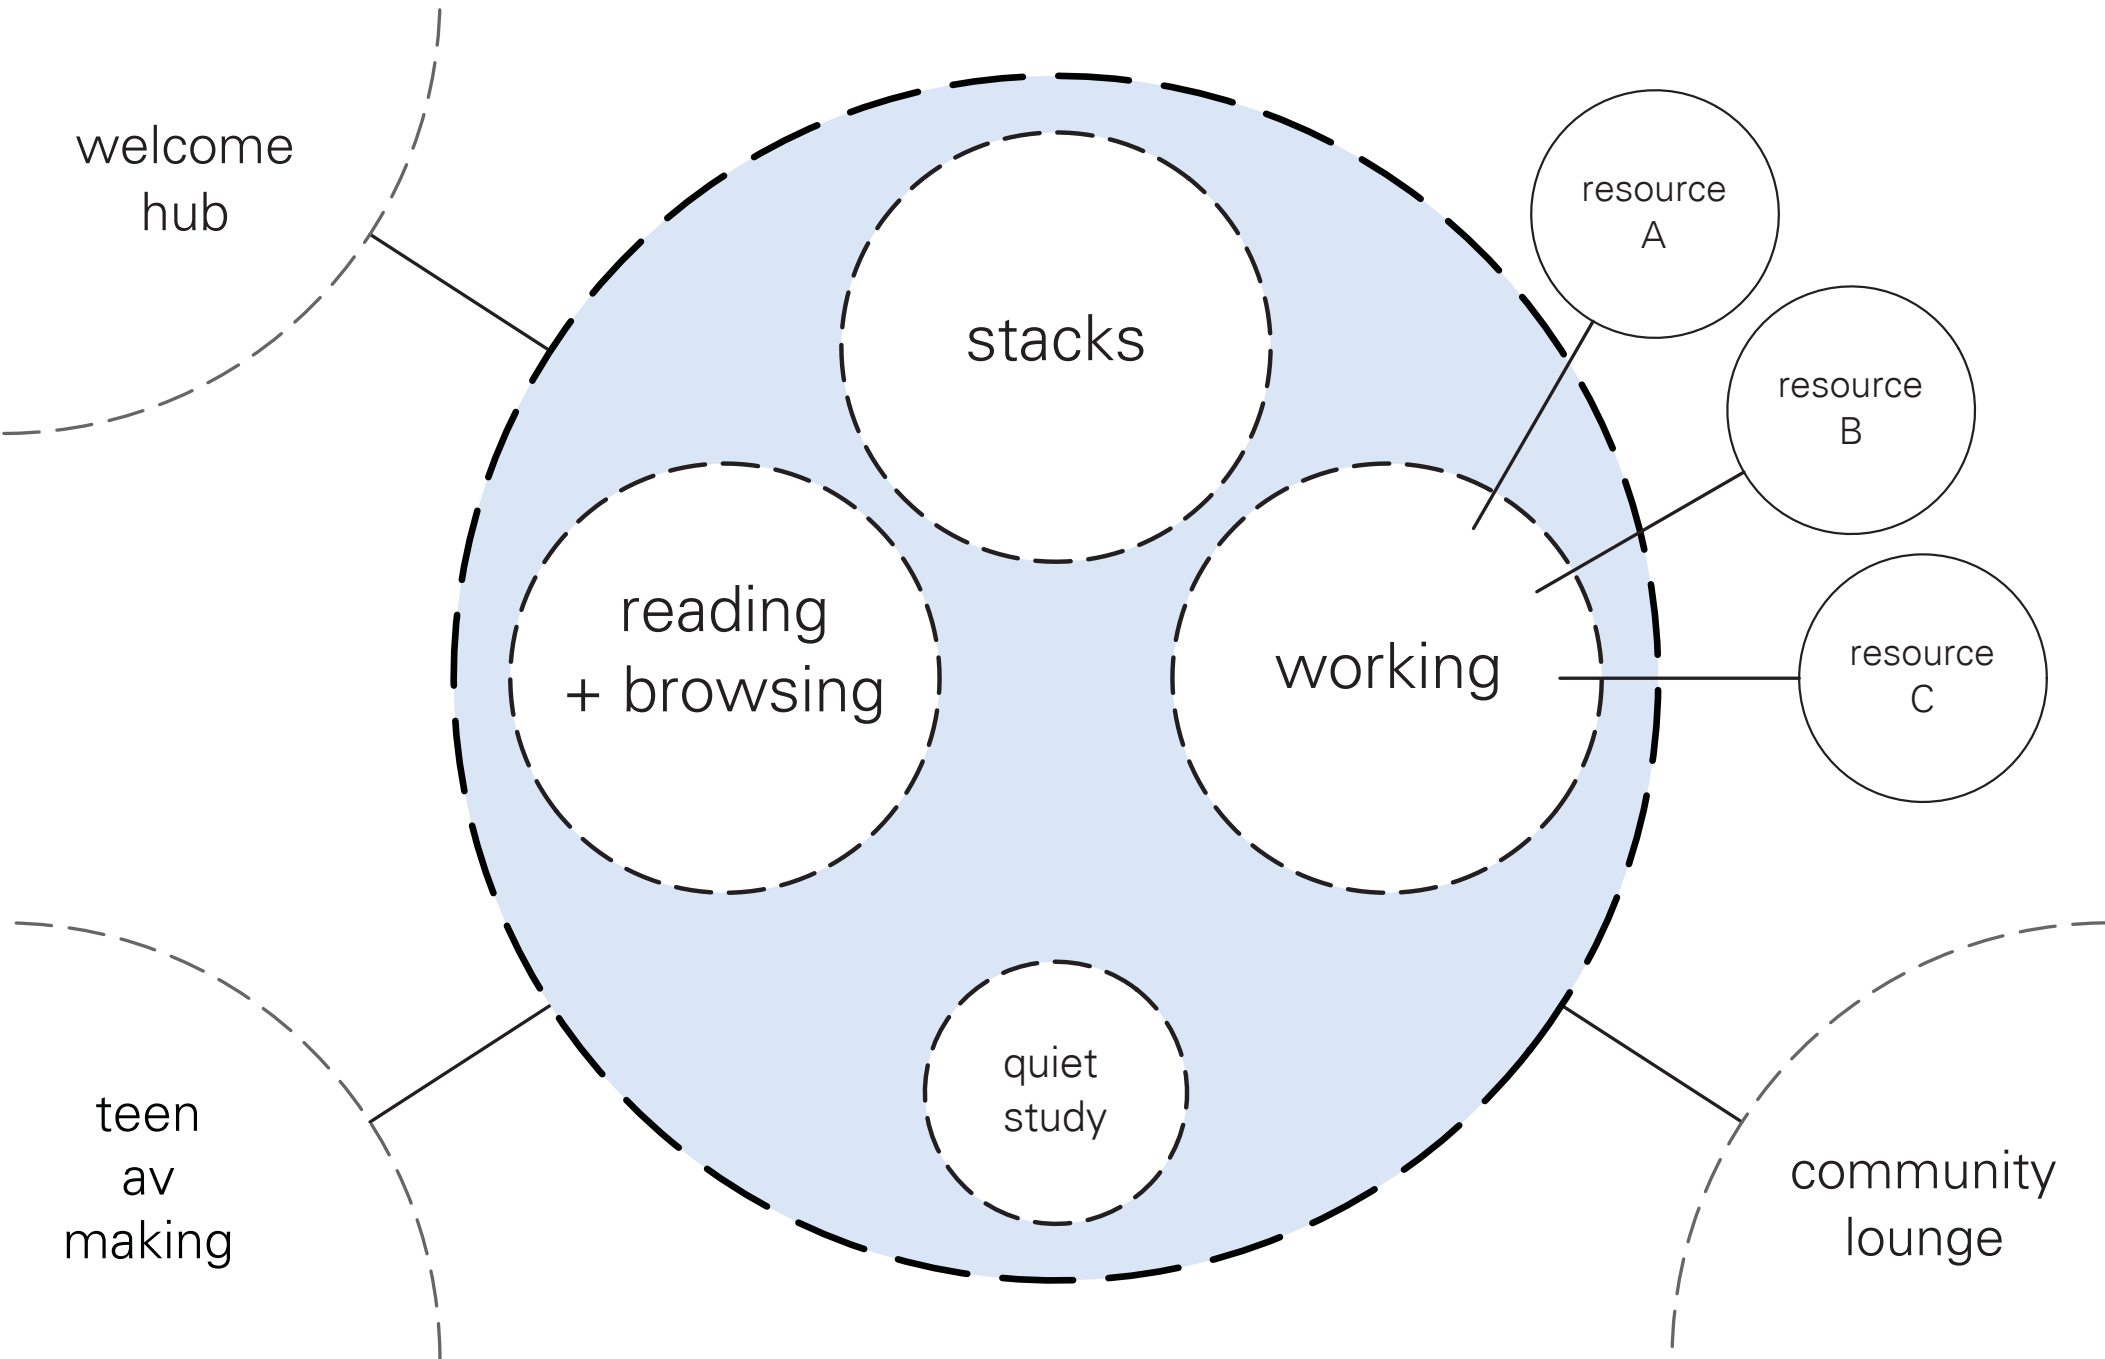 welcome
hub
stacks
resource
A
resource
B
reading
+ browsing
working
resource
C
quiet
study
teen
av
making
community
lounge